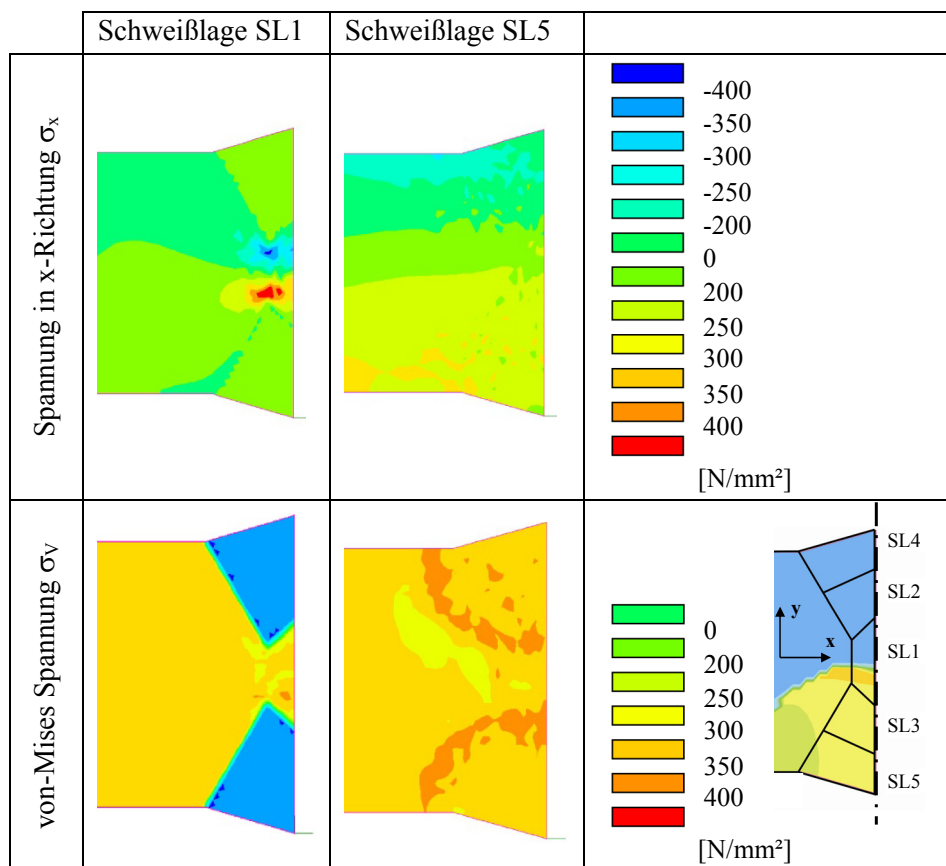 Schweißlage SL1
Schweißlage SL5
Spannung in x-Richtung σx
-400
-350
-300
-250
-200
0
200
250
300
350
400
[N/mm²]
von-Mises Spannung σV
0
200
250
300
350
400
[N/mm²]
SL4
SL2
y
x
SL1
SL3
SL5